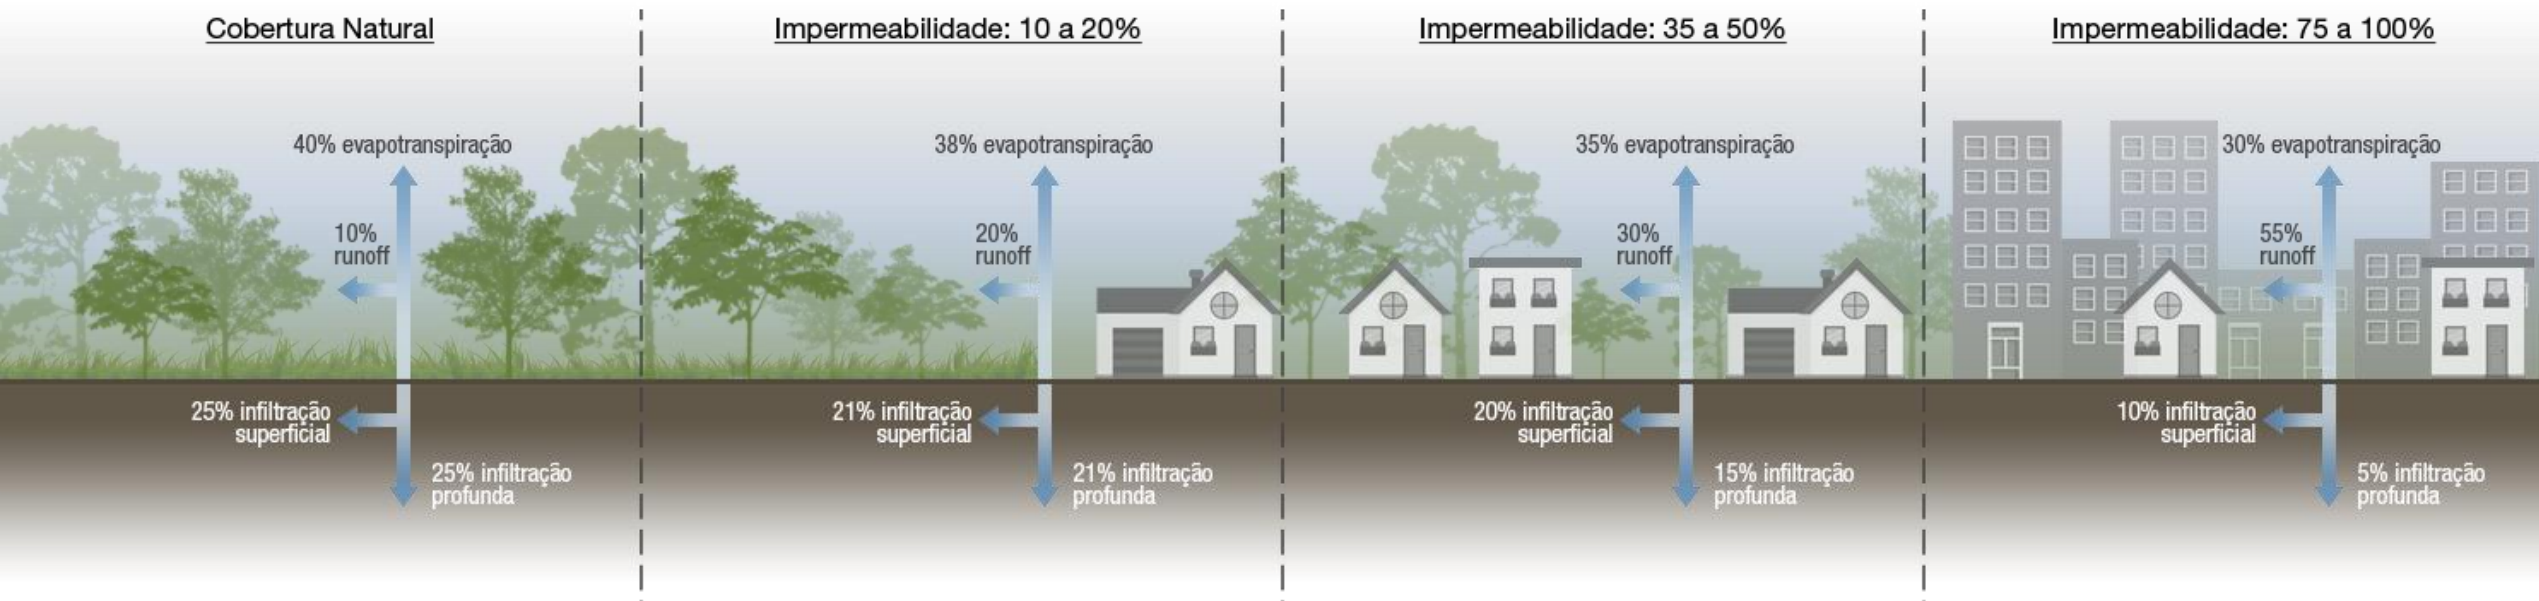 Cobertura Natural
40% evapotranspiração
10%
runoff
25% infiltração
superficial
25% infiltração
profunda
Impermeabilidade: 10 a 20%
38% evapotranspiração
20%
runoff
21% infiltração
superficial
21% infiltração
profunda
Impermeabilidade: 35 a 50%
35% evapotranspiração
30%
runoff
20% infiltração
superficial
15% infiltração
profunda
Impermeabilidade: 75 a 100%
30% evapotranspiração
55%
runoff
10% infiltração
superficial
5% infiltração
profunda